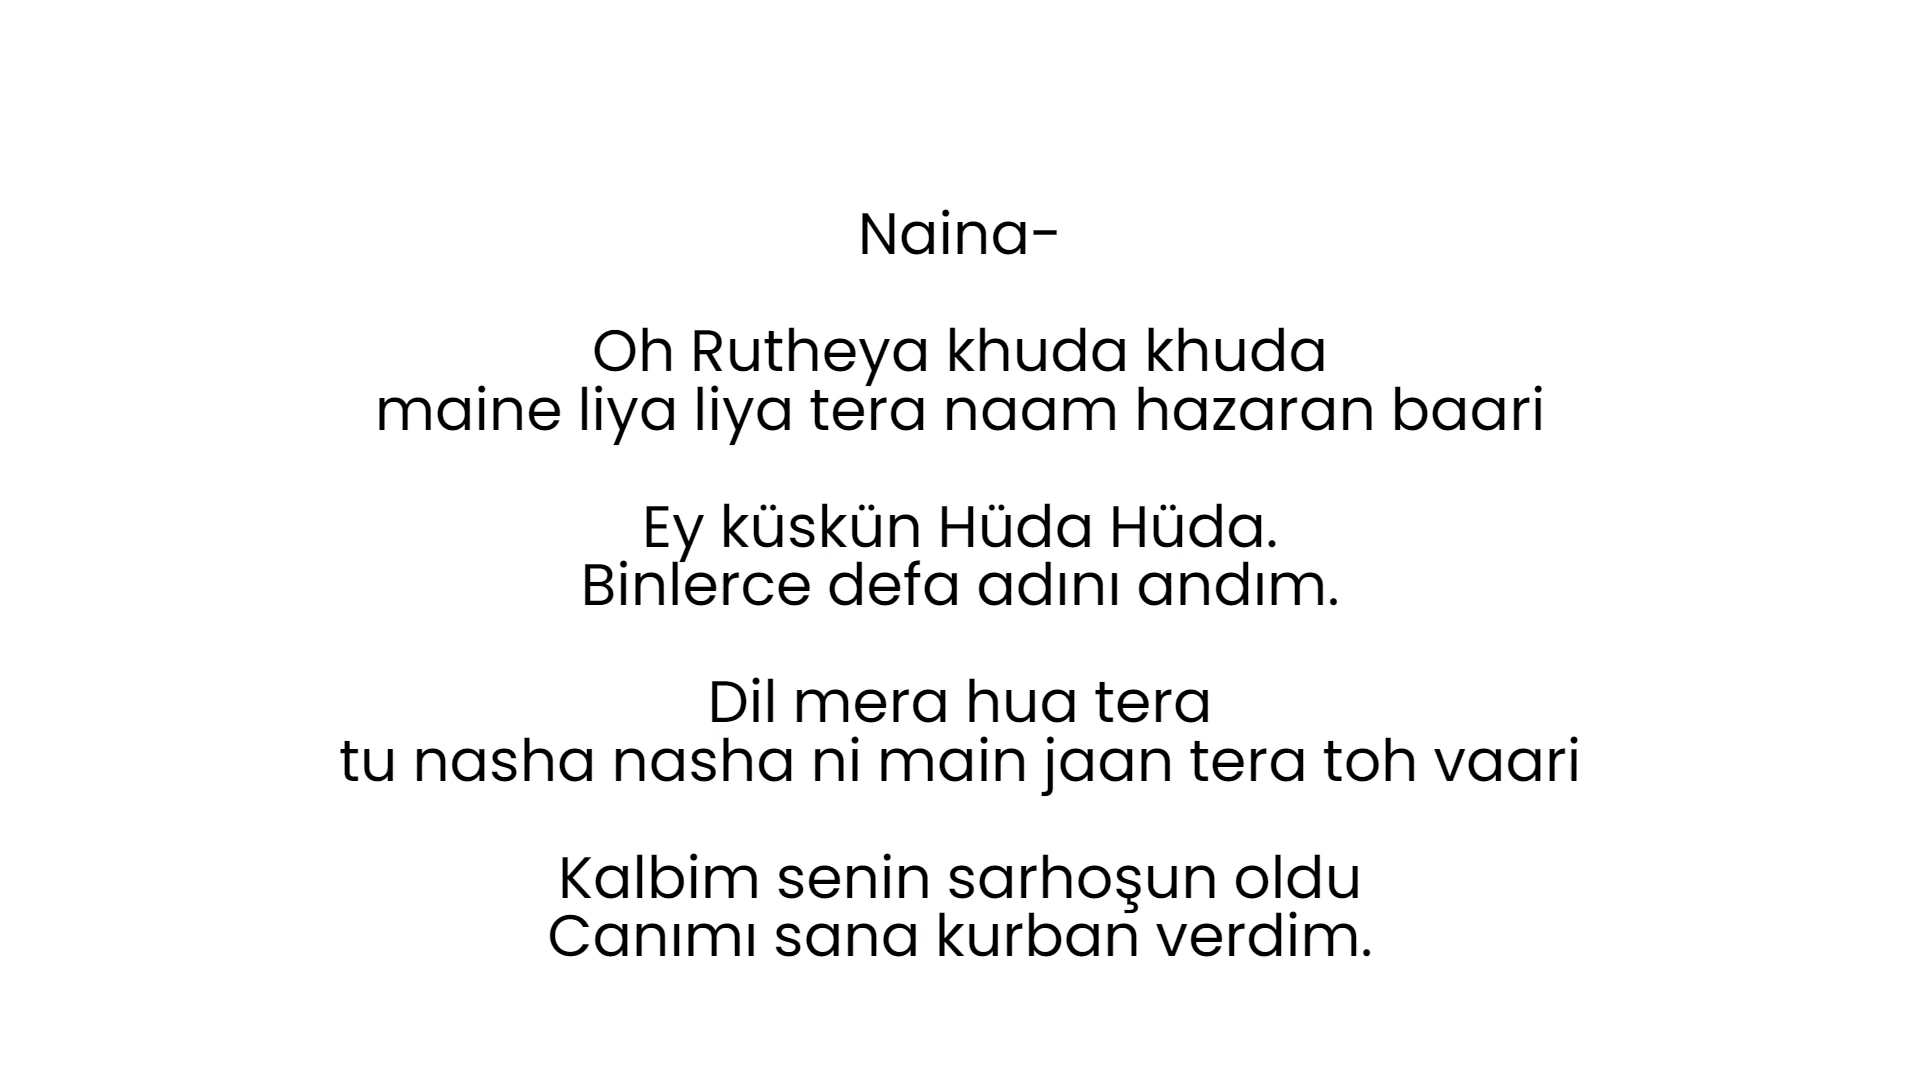 Naina-
Oh Rutheya khuda khuda
maine liya liya tera naam hazaran baari
Ey küskün Hüda Hüda.
Binlerce defa adını andım.
Dil mera hua tera
tu nasha nasha ni main jaan tera toh vaari
Kalbim senin sarhoşun oldu
Canımı sana kurban verdim.